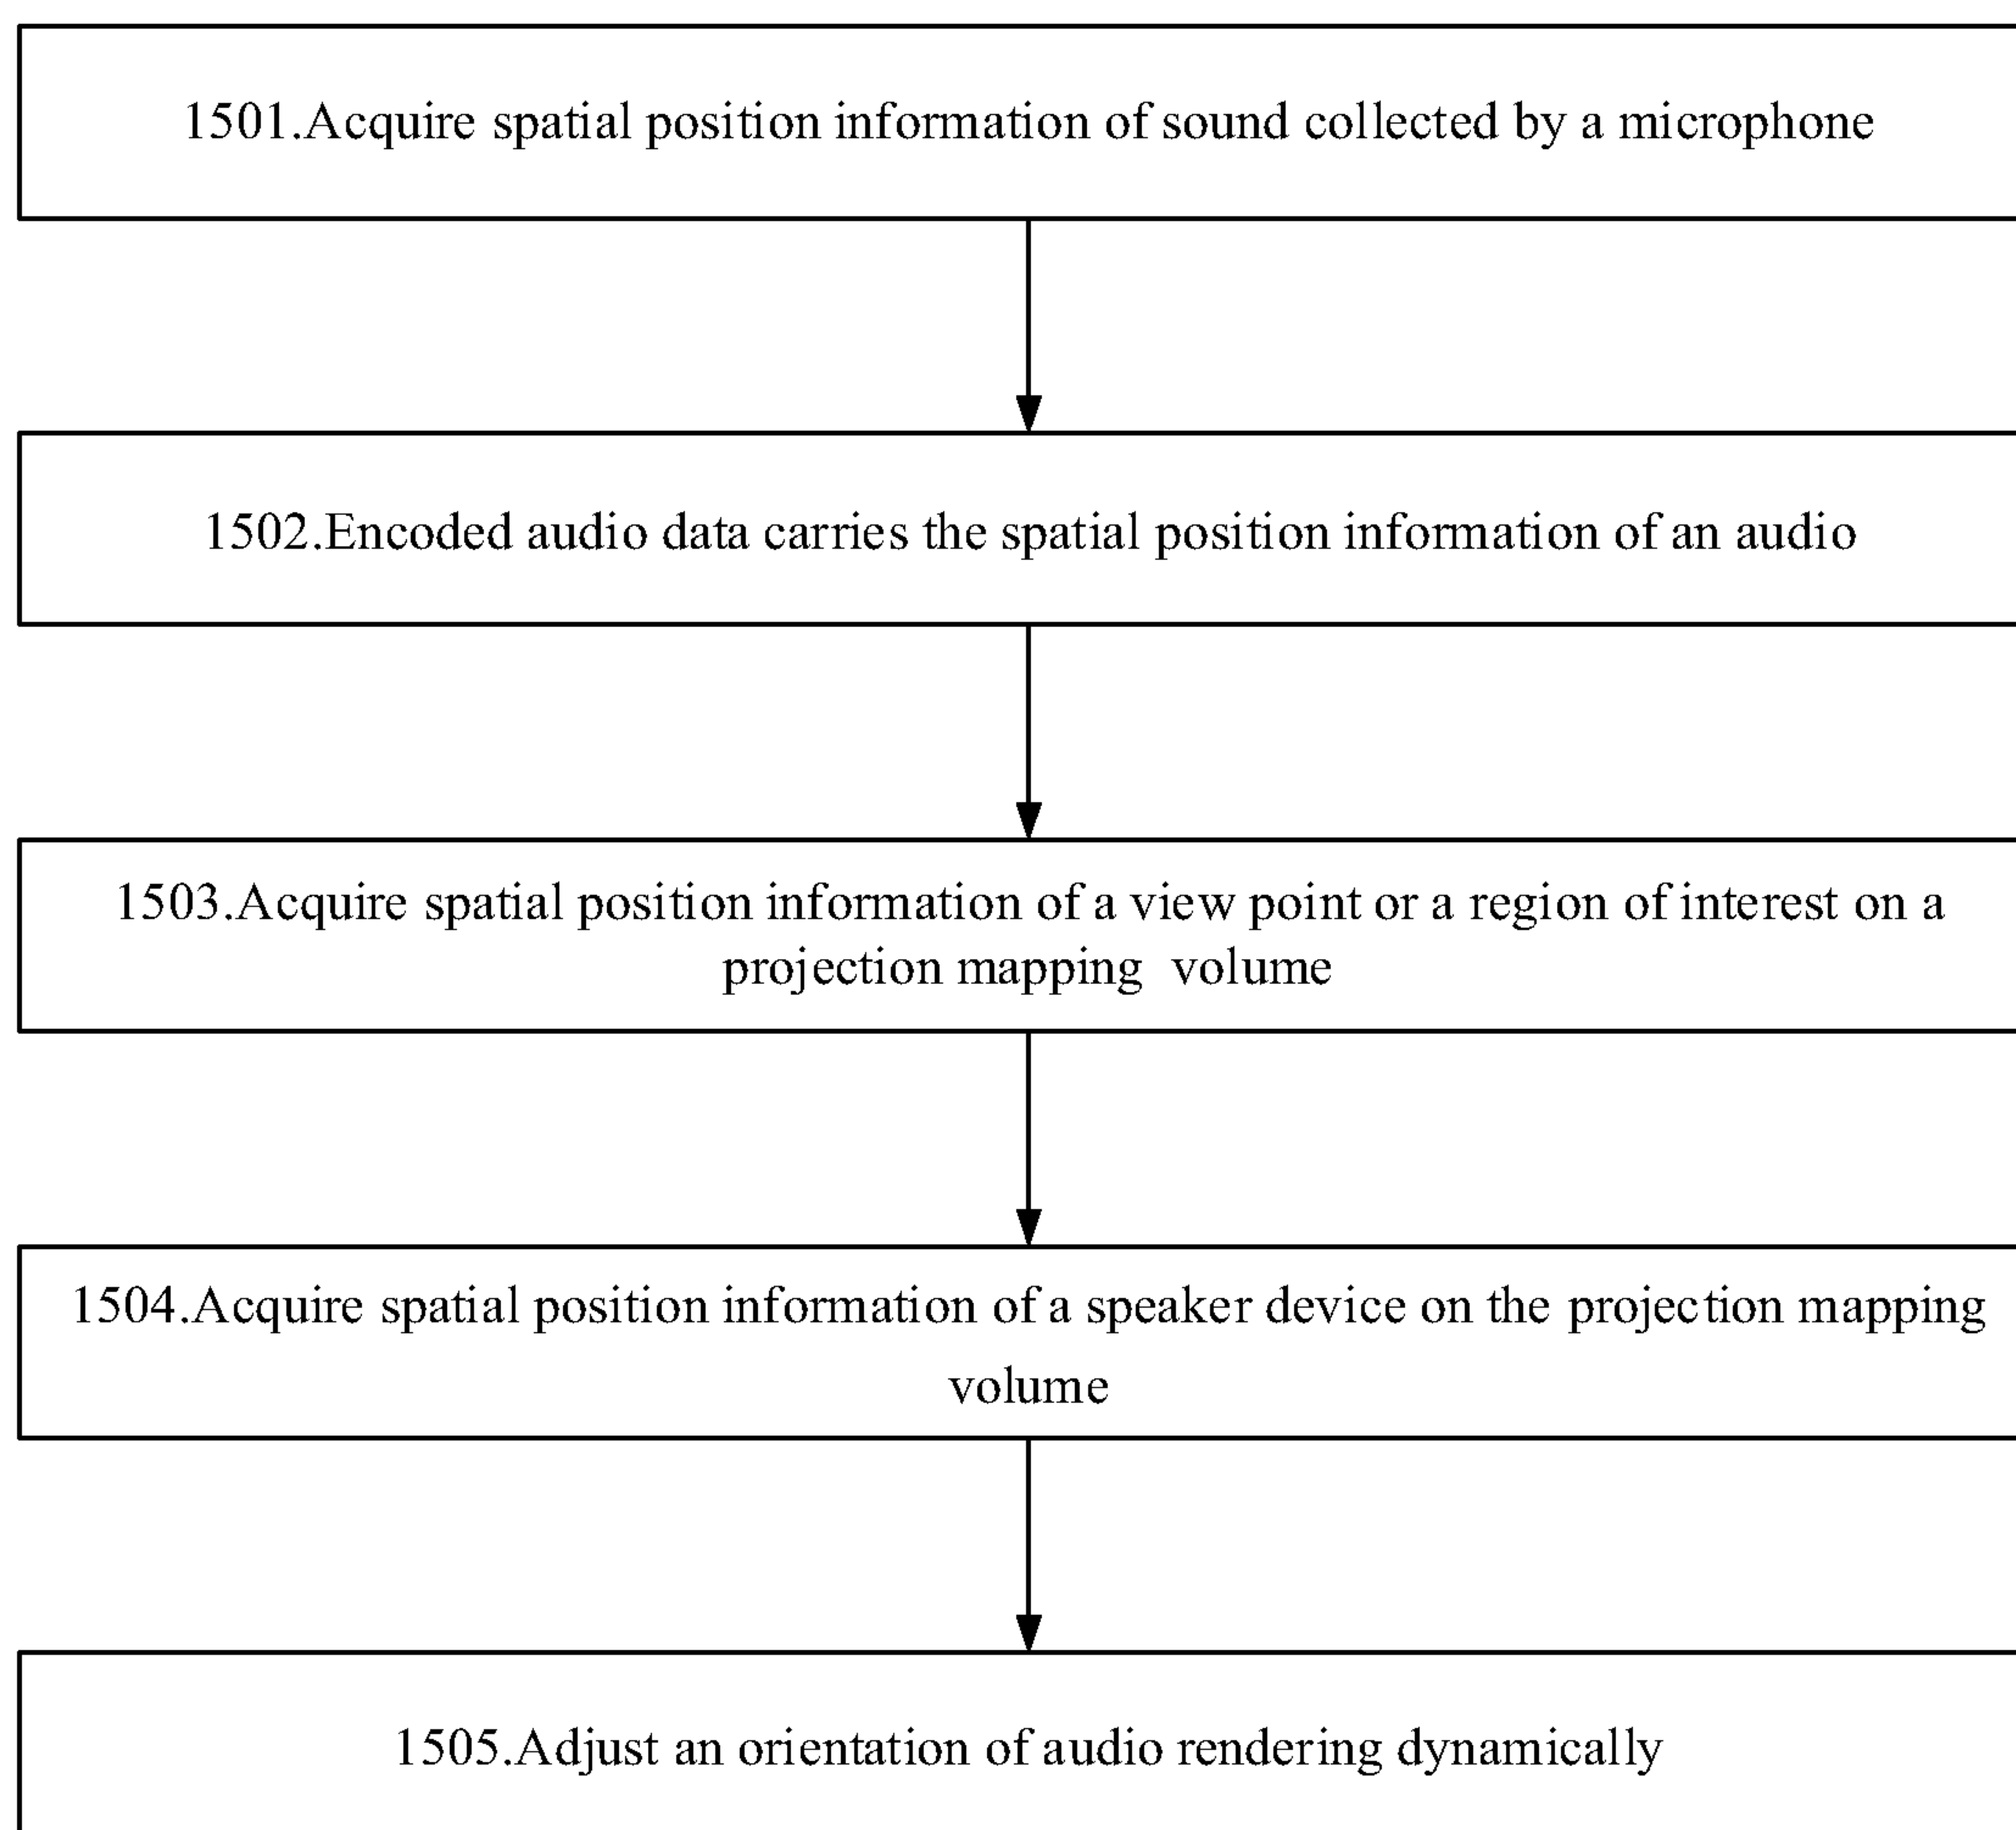 1501.Acquire spatial position information of sound collected by a microphone
1502.Encoded audio data carries the spatial position information of an audio
1503.Acquire spatial position information of a view point or a region of interest on a
projection mapping volume
1504.Acquire spatial position information of a speaker device on the projection mapping
volume
1505.Adjust an orientation of audio rendering dynamically